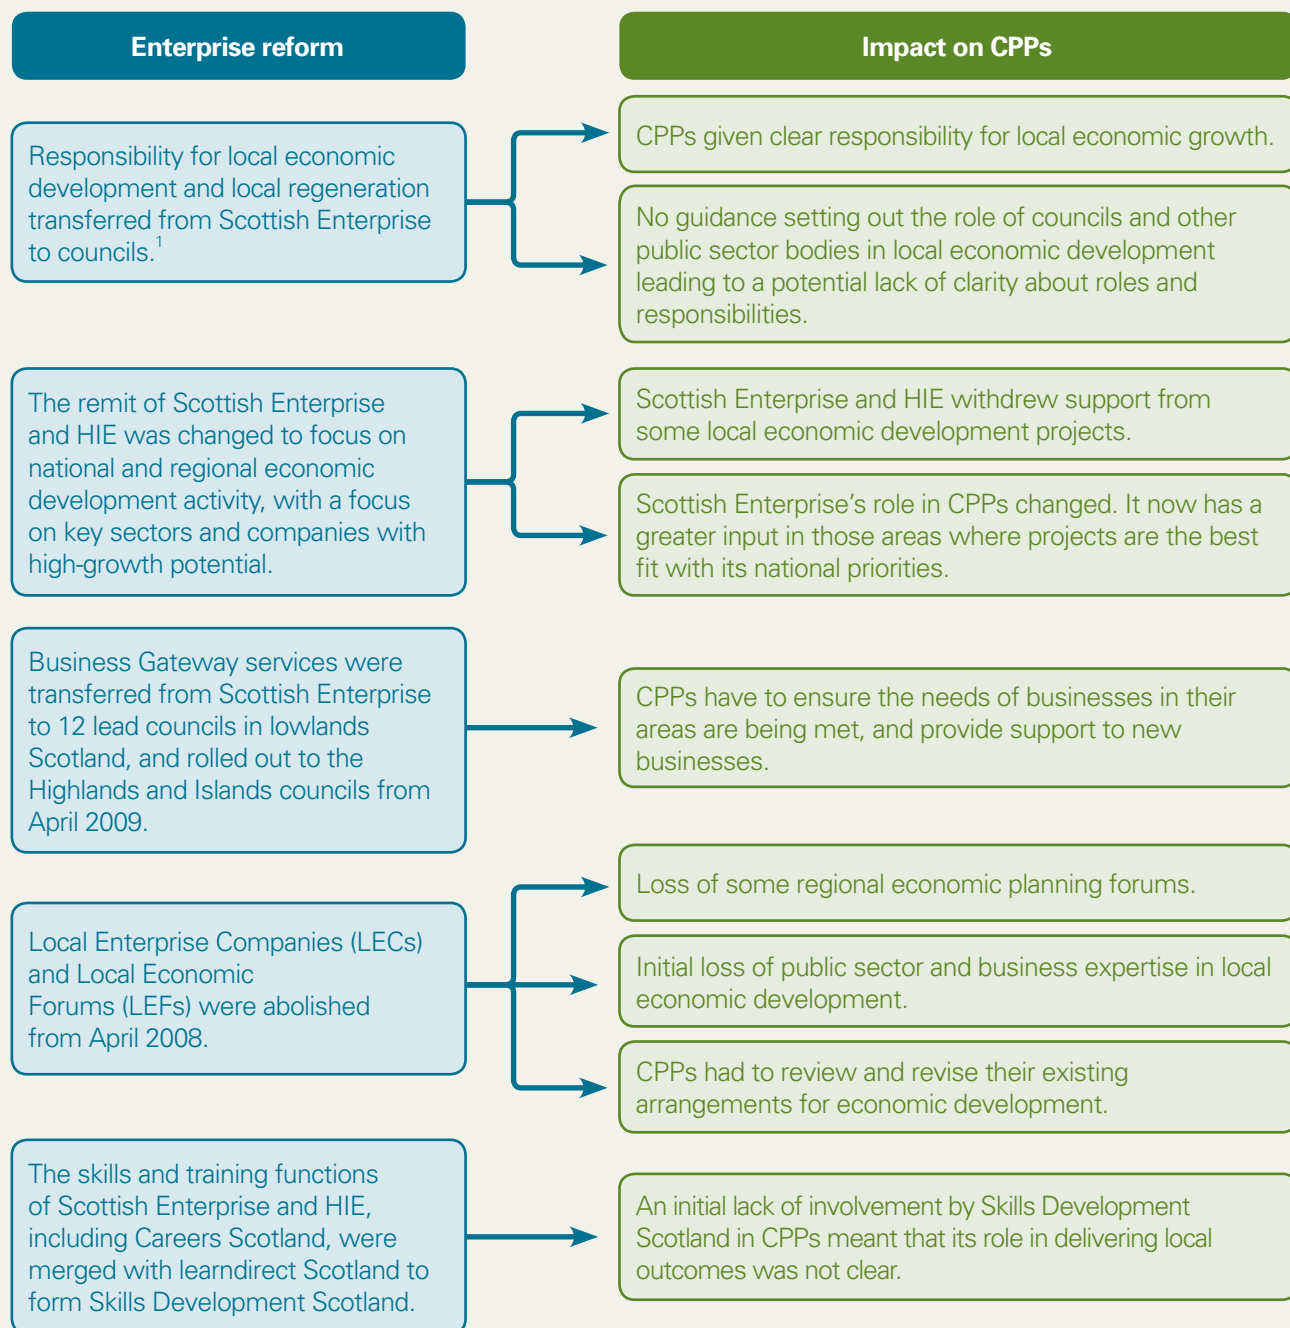 Enterprise reform
Impact on CPPs
Responsibility for local economic
development and local regeneration
transferred from Scottish Enterprise
to councils.1
CPPs given clear responsibility for local economic growth.
No guidance setting out the role of councils and other
public sector bodies in local economic development
leading to a potential lack of clarity about roles and
responsibilities.
The remit of Scottish Enterprise
and HIE was changed to focus on
national and regional economic
development activity, with a focus
on key sectors and companies with
high-growth potential.
Scottish Enterprise and HIE withdrew support from
some local economic development projects.
Scottish Enterprise’s role in CPPs changed. It now has a
greater input in those areas where projects are the best
fit with its national priorities.
Business Gateway services were
transferred from Scottish Enterprise
to 12 lead councils in lowlands
Scotland, and rolled out to the
Highlands and Islands councils from
April 2009.
CPPs have to ensure the needs of businesses in their
areas are being met, and provide support to new
businesses.
Local Enterprise Companies (LECs)
and Local Economic
Forums (LEFs) were abolished
from April 2008.
Loss of some regional economic planning forums.
Initial loss of public sector and business expertise in local
economic development.
CPPs had to review and revise their existing
arrangements for economic development.
The skills and training functions
of Scottish Enterprise and HIE,
including Careers Scotland, were
merged with learndirect Scotland to
form Skills Development Scotland.
An initial lack of involvement by Skills Development
Scotland in CPPs meant that its role in delivering local
outcomes was not clear.